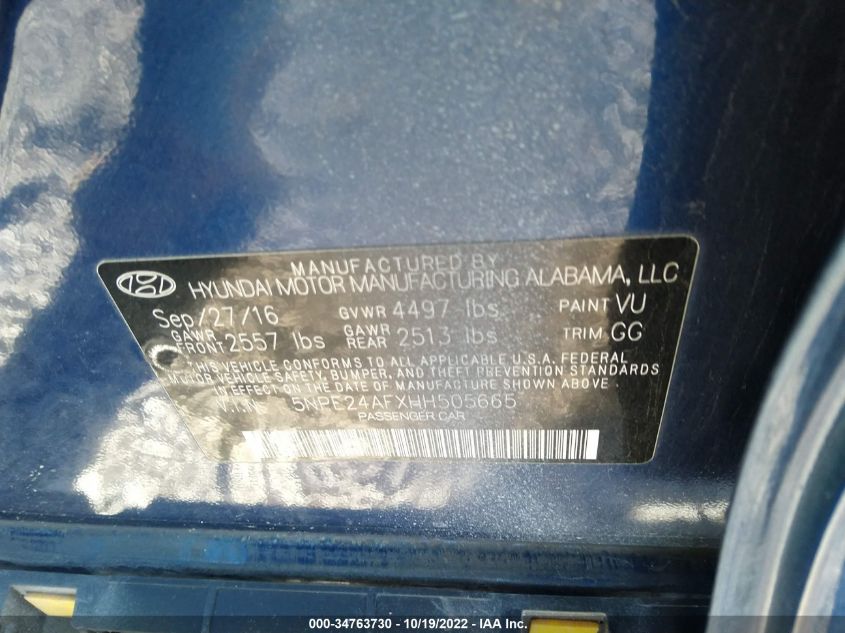 MANUFACTURED BY
HYUNDAI MOTOR MANUFACTURING ALABAMA, LLC
Sep/27/16 GVWR 4497 lbs PAINT VU
GAWR FRONT 2557 lbs GAWR REAR 2513 lbs TRIM GG
THIS VEHICLE CONFORMS TO ALL APPLICABLE U.S.A. FEDERAL
MOTOR VEHICLE SAFETY, BUMPER, AND THEFT PREVENTION STANDARDS
IN EFFECT ON THE DATE OF MANUFACTURE SHOWN ABOVE.
V.I.N. 5NPE24AFXHH505665
PASSENGER CAR
000-34763730 - 10/19/2022 - IAA Inc.